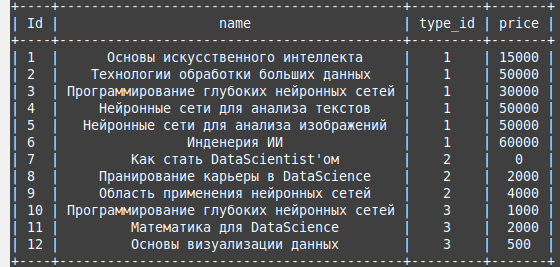 +----+------------------------------------------+---------+-------+
| Id | name | type_id | price |
+----+------------------------------------------+---------+-------+
| 1 | Основы искусственного интеллекта | 1 | 15000 |
| 2 | Технологии обработки больших данных | 1 | 50000 |
| 3 | Программирование глубоких нейронных сетей | 1 | 30000 |
| 4 | Нейронные сети для анализа текстов | 1 | 50000 |
| 5 | Нейронные сети для анализа изображений | 1 | 50000 |
| 6 | Инденерия ИИ | 1 | 60000 |
| 7 | Как стать DataScientist'ом | 2 | 0 |
| 8 | Пранирование карьеры в DataScience | 2 | 2000 |
| 9 | Область применения нейронных сетей | 2 | 4000 |
| 10 | Программирование глубоких нейронных сетей | 3 | 1000 |
| 11 | Математика для DataScience | 3 | 2000 |
| 12 | Основы визуализации данных | 3 | 500 |
+----+------------------------------------------+---------+-------+